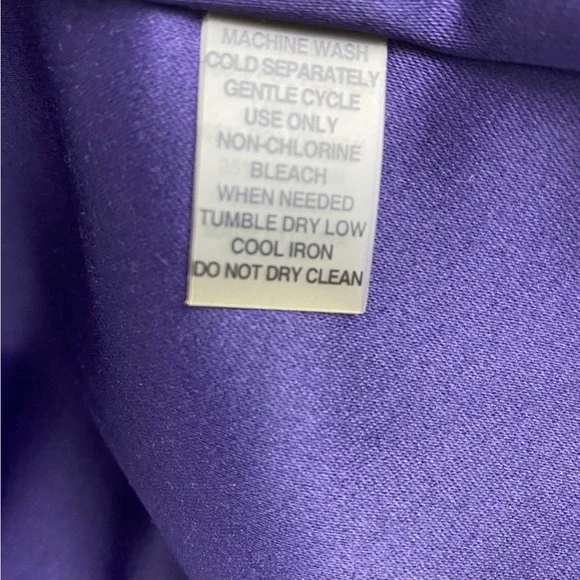 MACHINE WASH
COLD SEPARATELY
GENTLE CYCLE
USE ONLY
NON-CHLORINE
BLEACH
WHEN NEEDED
TUMBLE DRY LOW
COOL IRON
DO NOT DRY CLEAN